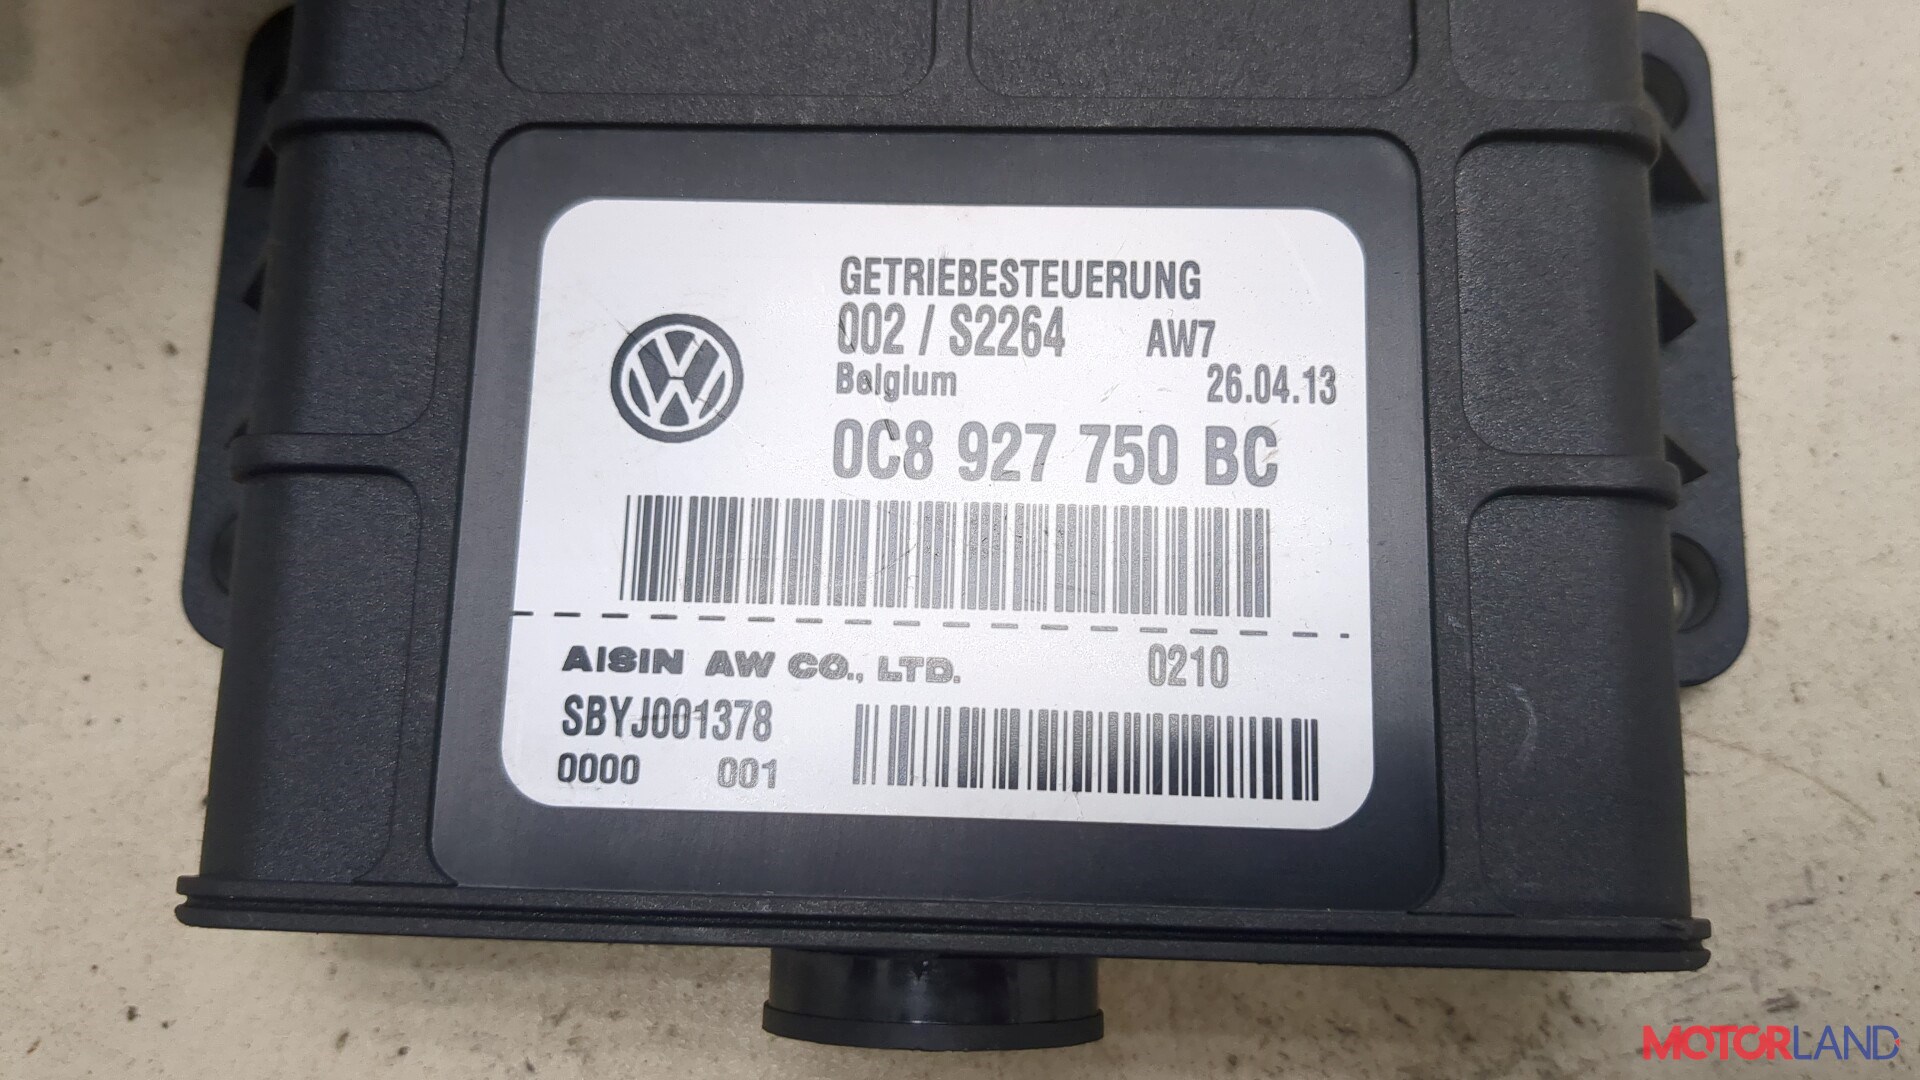 GETRIEBESTEUERUNG
002 / S2264 AW7
Belgium 26.04.13
0C8 927 750 BC
AISIN AW CO., LTD. 0210
SBYJ001378
0000 001
MOTORLAND